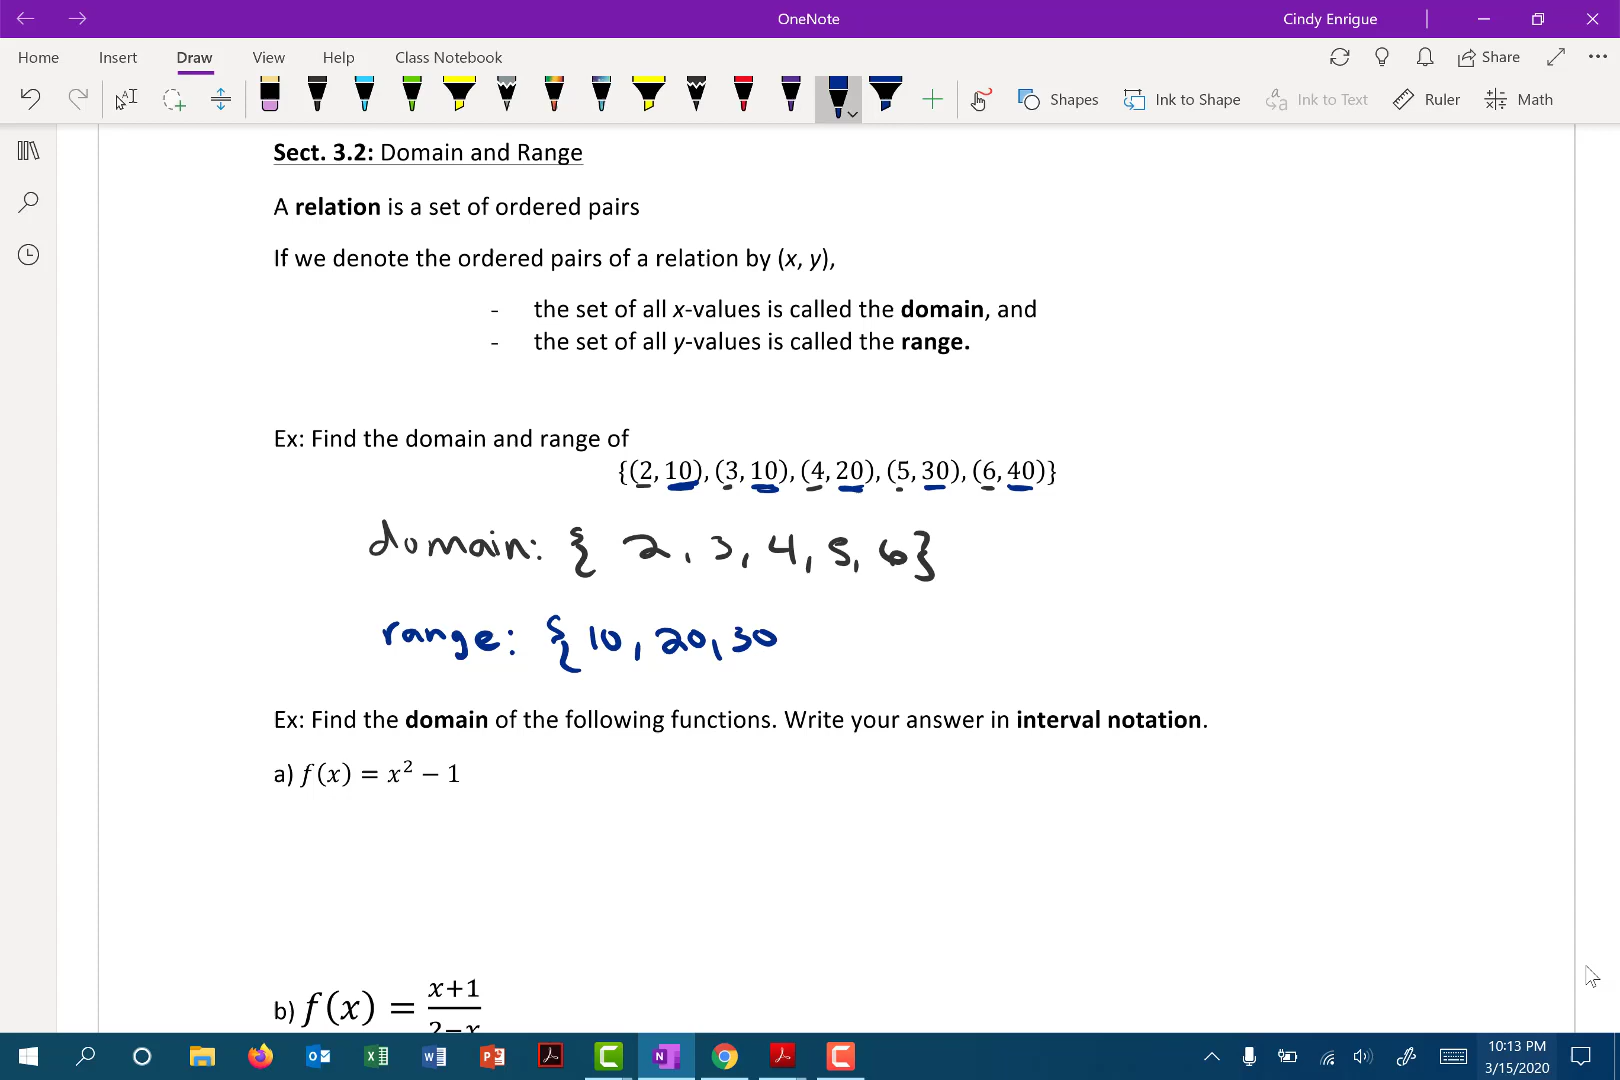 OneNote
Cindy Enrigue
Home Insert Draw View Help Class Notebook Share
Shapes Ink to Shape Ink to Text Ruler Math
Sect. 3.2: Domain and Range
A relation is a set of ordered pairs
If we denote the ordered pairs of a relation by (x, y),
- the set of all x-values is called the domain, and
- the set of all y-values is called the range.
Ex: Find the domain and range of
{(2, 10), (3, 10), (4, 20), (5, 30), (6, 40)}
domain: { 2, 3, 4, 5, 6}
range: { 10, 20, 30
Ex: Find the domain of the following functions. Write your answer in interval notation.
a) f(x) = x² − 1
b) f(x) = x+1
2−x
10:13 PM
3/15/2020